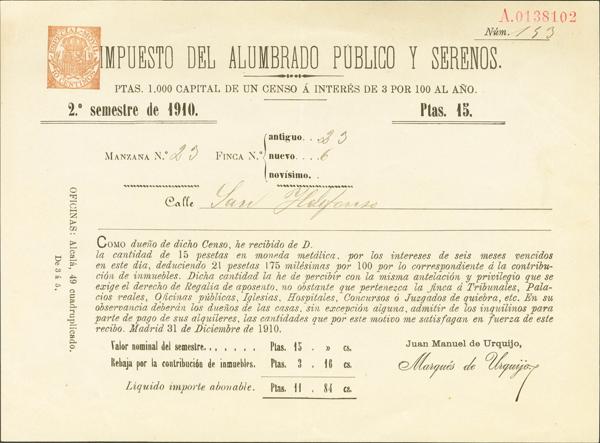 A.0138102
Núm. 153
ESPECIAL MOVIL
10 CENTIMOS
IMPUESTO DEL ALUMBRADO PÚBLICO Y SERENOS.
PTAS. 1.000 CAPITAL DE UN CENSO Á INTERÉS DE 3 POR 100 AL AÑO.
2.º semestre de 1910.
Ptas. 15.
MANZANA N.º 23 FINCA N.º
antiguo. . 23
nuevo. . . 6
novísimo. .
Calle San Ildefonso
OFICINAS: Alcalá, 49 cuadruplicado.
De 3 á 5.
COMO dueño de dicho Censo, he recibido de D.
la cantidad de 15 pesetas en moneda metálica, por los intereses de seis meses vencidos
en este día, deduciendo 21 pesetas 175 milésimas por 100 por lo correspondiente á la contribu-
ción de inmuebles. Dicha cantidad la he de percibir con la misma antelación y privilegio que se
exige el derecho de Regalía de aposento, no obstante que pertenezca la finca á Tribunales, Pala-
cios reales, Oficinas públicas, Iglesias, Hospitales, Concursos ó Juzgados de quiebra, etc. En su
observancia deberán los dueños de las casas, sin excepción alguna, admitir de los inquilinos para
parte de pago de sus alquileres, las cantidades que por este motivo me satisfagan en fuerza de este
recibo. Madrid 31 de Diciembre de 1910.
Valor nominal del semestre. . . . . . Ptas. 15 » cs.
Rebaja por la contribución de inmuebles. Ptas. 3 16 cs.
Líquido importe abonable. Ptas. 11 84 cs.
Juan Manuel de Urquijo,
Marqués de Urquijo